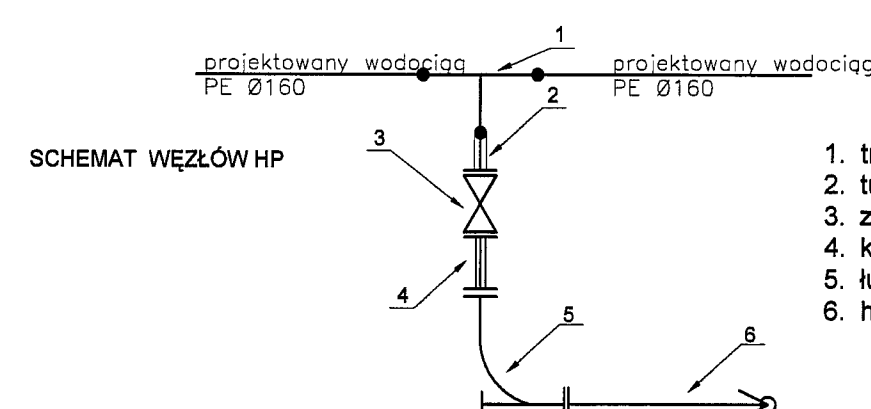 1
projektowany wodociąg
PE Ø160
projektowany wodociąg
PE Ø160
2
SCHEMAT WĘZŁÓW HP
3
4
5
6
1.
2.
3.
4.
5.
6.